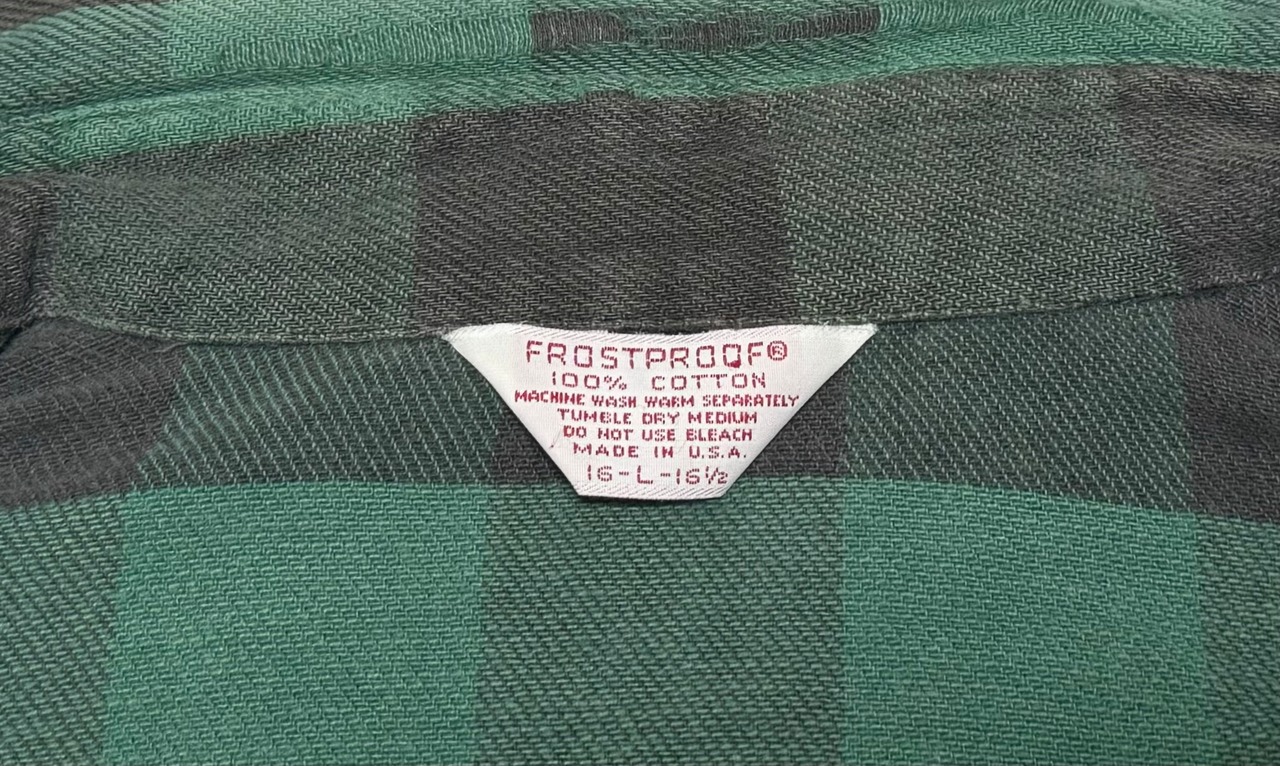 FROSTPROOF®
100% COTTON
MACHINE WASH WARM SEPARATELY
TUMBLE DRY MEDIUM
DO NOT USE BLEACH
MADE IN U.S.A.
16-L-16½